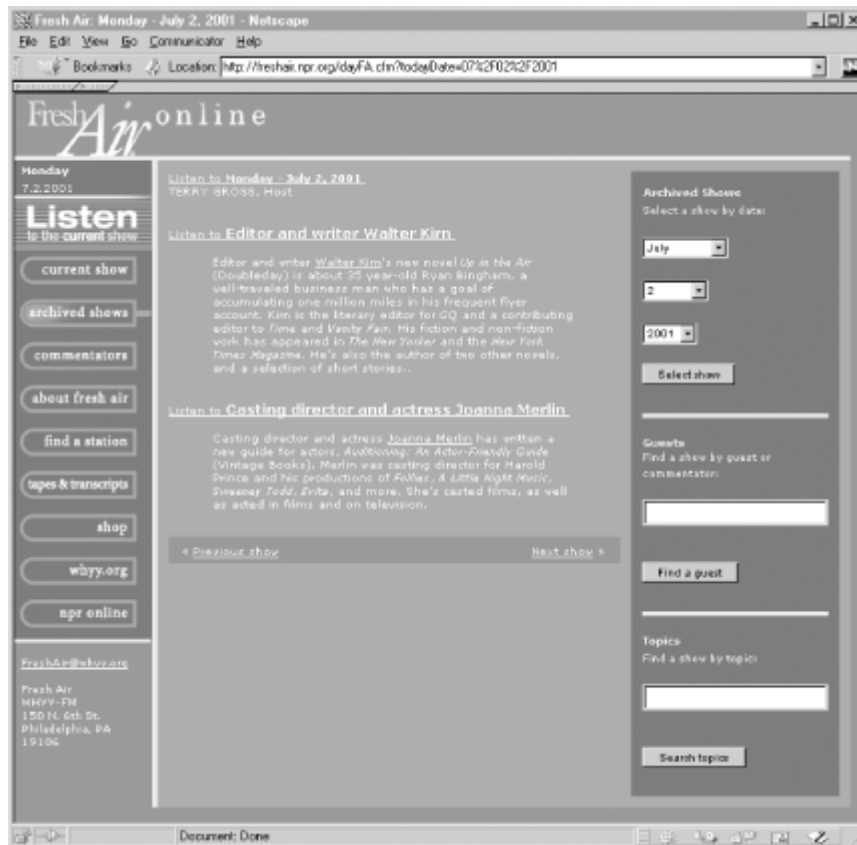 Fresh Air: Monday - July 2, 2001 - Netscape
File Edit View Go Communicator Help
Bookmarks Location: http://freshair.npr.org/dayFA.cfm?todayDate=07%2F02%2F2001
Fresh Air online
Monday
7.2.2001
Listen
to the current show
current show
archived shows
commentators
about fresh air
find a station
tapes & transcripts
shop
whyy.org
npr online
FreshAir@whyy.org
Fresh Air
WHYY-FM
150 N. 6th St.
Philadelphia, PA
19106
Listen to Monday - July 2, 2001
TERRY GROSS, Host
Listen to Editor and writer Walter Kirn
Editor and writer Walter Kirn's new novel Up in the Air
(Doubleday) is about 35 year-old Ryan Bingham, a
well-traveled business man who has a goal of
accumulating one million miles in his frequent flyer
account. Kirn is the literary editor for GQ and a contributing
editor to Time and Vanity Fair. His fiction and non-fiction
work has appeared in The New Yorker and the New York
Times Magazine. He's also the author of two other novels,
and a selection of short stories..
Listen to Casting director and actress Joanna Merlin
Casting director and actress Joanna Merlin has written a
new guide for actors, Auditioning: An Actor-Friendly Guide
(Vintage Books). Merlin was casting director for Harold
Prince and his productions of Follies, A Little Night Music,
Sweeney Todd, Evita, and more. She's casted films, as well
as acted in films and on television.
« Previous show Next show »
Archived Shows
Select a show by date:
July
2
2001
Select show
Guests
Find a show by guest or
commentator:
Find a guest
Topics
Find a show by topic:
Search topics
Document: Done